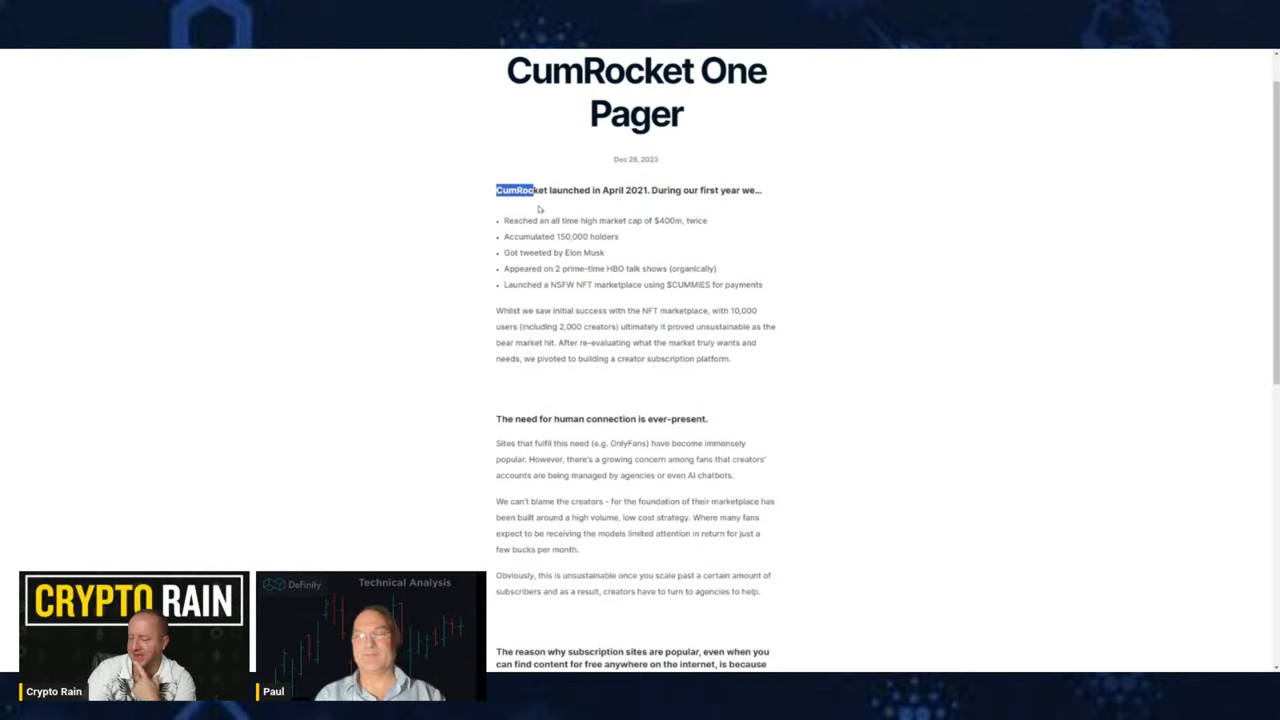 CumRocket One
Pager
Dec 28, 2023
CumRocket launched in April 2021. During our first year we...
• Reached an all time high market cap of $400m, twice
• Accumulated 150,000 holders
• Got tweeted by Elon Musk
• Appeared on 2 prime-time HBO talk shows (organically)
• Launched a NSFW NFT marketplace using $CUMMIES for payments
Whilst we saw initial success with the NFT marketplace, with 10,000
users (including 2,000 creators) ultimately it proved unsustainable as the
bear market hit. After re-evaluating what the market truly wants and
needs, we pivoted to building a creator subscription platform.
The need for human connection is ever-present.
Sites that fulfil this need (e.g. OnlyFans) have become immensely
popular. However, there's a growing concern among fans that creators'
accounts are being managed by agencies or even AI chatbots.
We can't blame the creators - for the foundation of their marketplace has
been built around a high volume, low cost strategy. Where many fans
expect to be receiving the models limited attention in return for just a
few bucks per month.
Obviously, this is unsustainable once you scale past a certain amount of
subscribers and as a result, creators have to turn to agencies to help.
The reason why subscription sites are popular, even when you
can find content for free anywhere on the internet, is because
CRYPTO RAIN
Crypto Rain
DeFinity
Technical Analysis
Paul